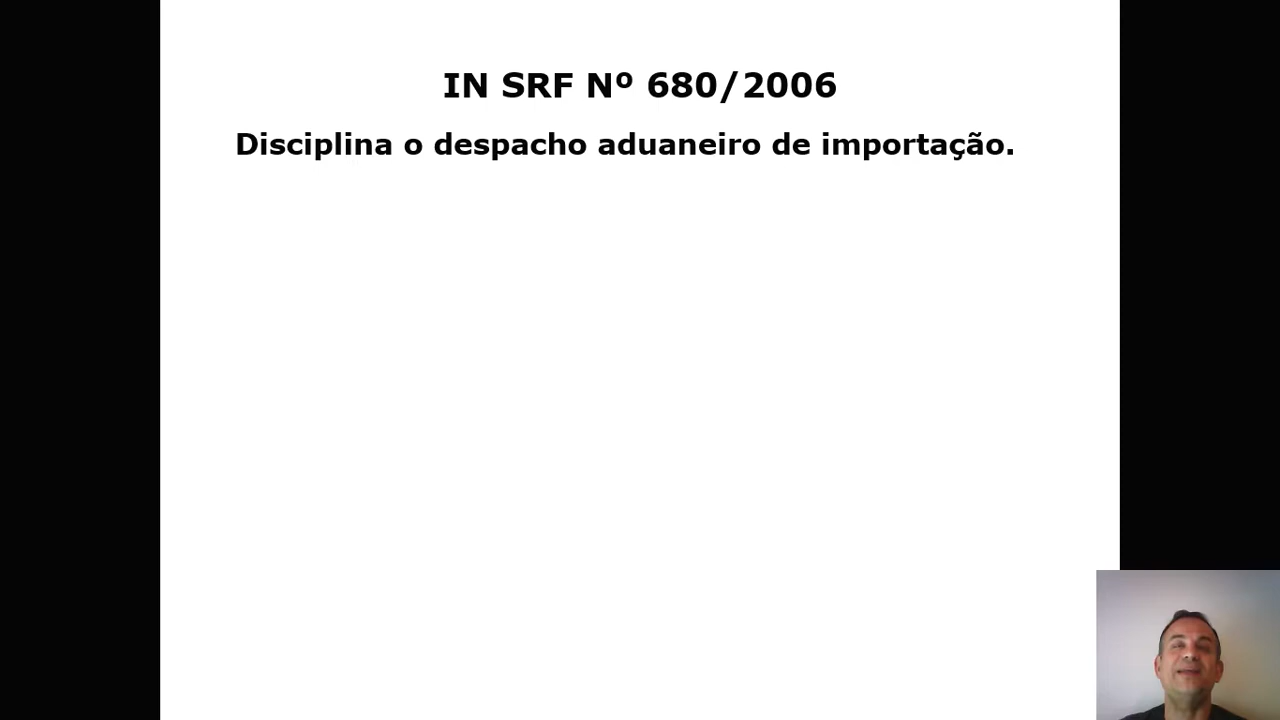 IN SRF Nº 680/2006
Disciplina o despacho aduaneiro de importação.